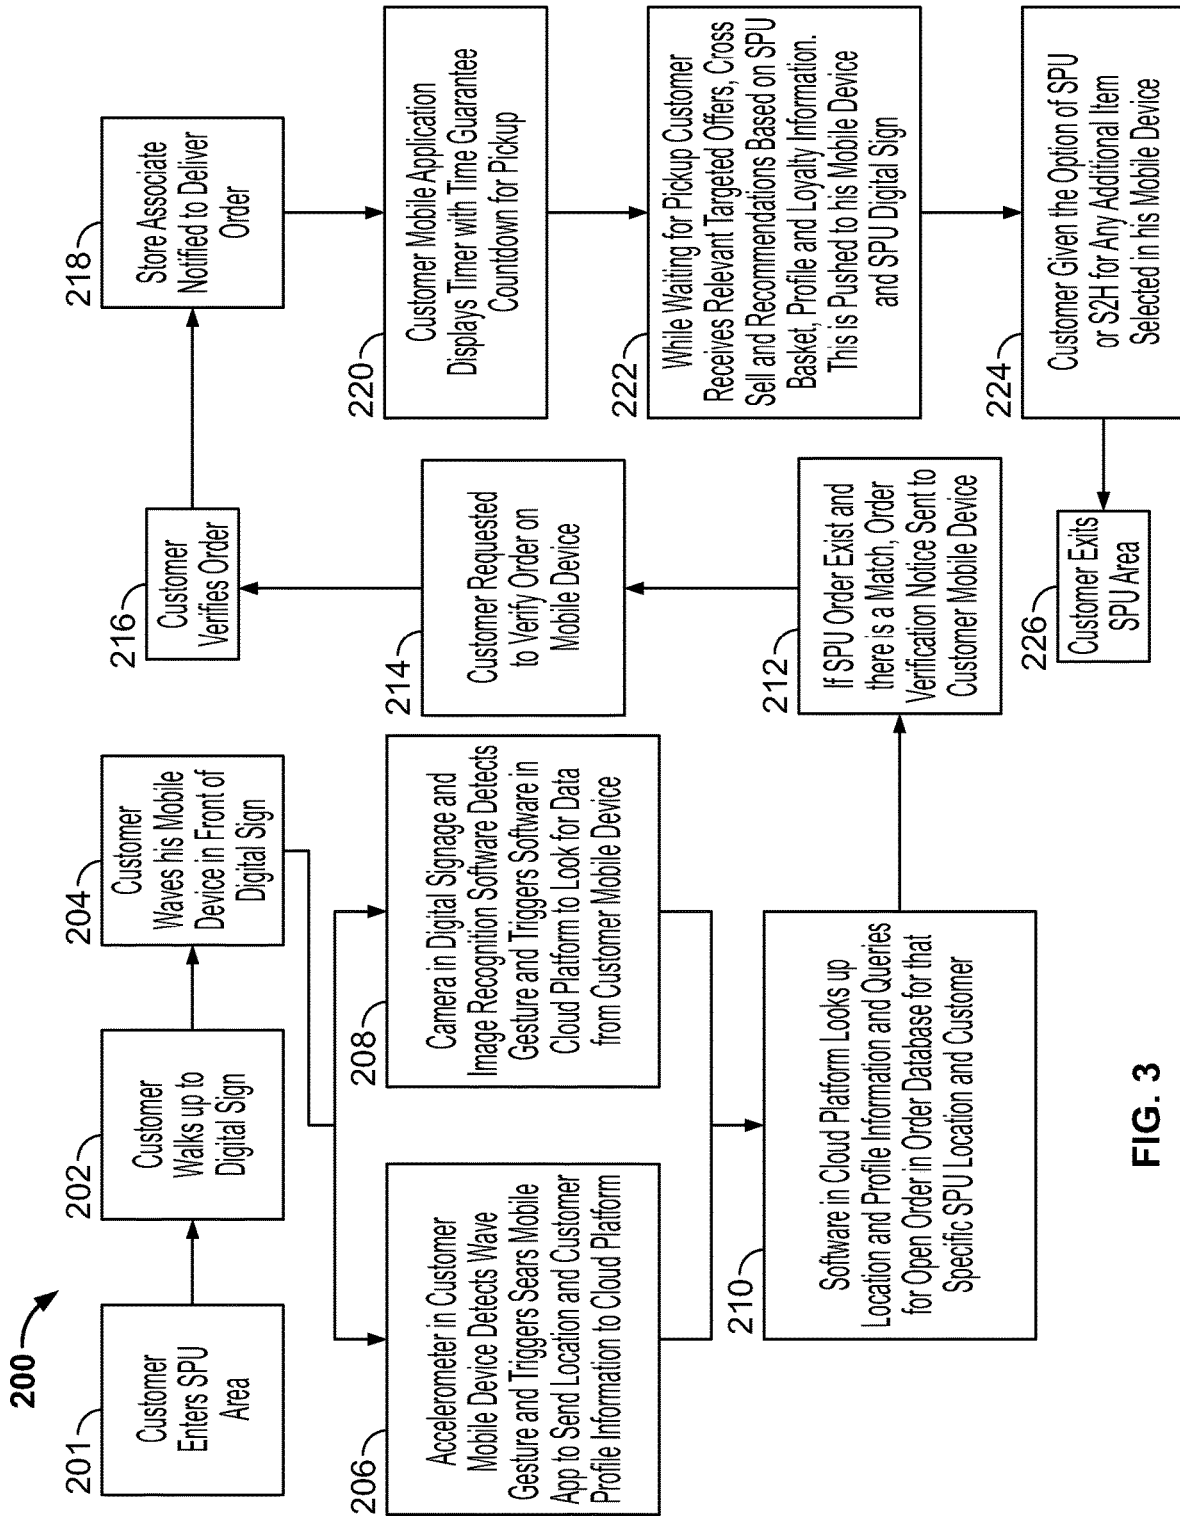 200
201
Customer
Enters SPU
Area
202
Customer
Walks up to
Digital Sign
204
Customer
Waves his Mobile
Device in Front of
Digital Sign
206
Accelerometer in Customer
Mobile Device Detects Wave
Gesture and Triggers Sears Mobile
App to Send Location and Customer
Profile Information to Cloud Platform
208
Camera in Digital Signage and
Image Recognition Software Detects
Gesture and Triggers Software in
Cloud Platform to Look for Data
from Customer Mobile Device
210
Software in Cloud Platform Looks up
Location and Profile Information and Queries
for Open Order in Order Database for that
Specific SPU Location and Customer
212
If SPU Order Exist and
there is a Match, Order
Verification Notice Sent to
Customer Mobile Device
214
Customer Requested
to Verify Order on
Mobile Device
216
Customer
Verifies Order
218
Store Associate
Notified to Deliver
Order
220
Customer Mobile Application
Displays Timer with Time Guarantee
Countdown for Pickup
222
While Waiting for Pickup Customer
Receives Relevant Targeted Offers, Cross
Sell and Recommendations Based on SPU
Basket, Profile and Loyalty Information.
This is Pushed to his Mobile Device
and SPU Digital Sign
224
Customer Given the Option of SPU
or S2H for Any Additional Item
Selected in his Mobile Device
226
Customer Exits
SPU Area
FIG. 3